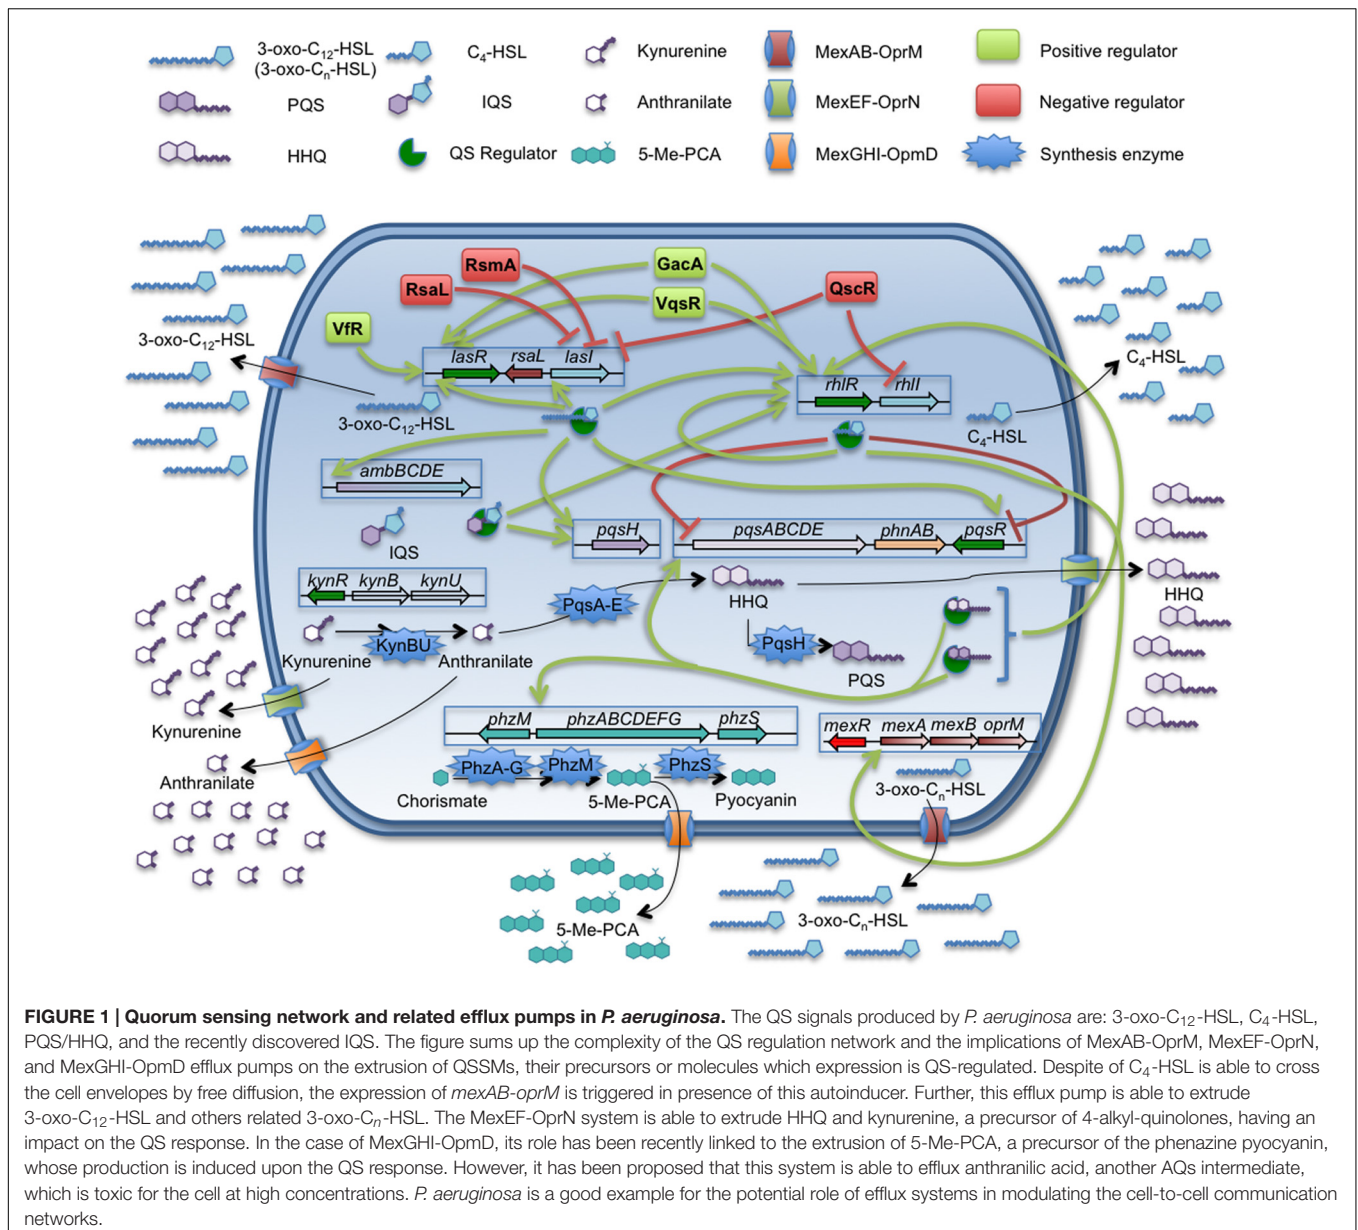 3-oxo-C12-HSL
(3-oxo-Cn-HSL)
C4-HSL
Kynurenine
MexAB-OprM
Positive regulator
PQS
IQS
Anthranilate
MexEF-OprN
Negative regulator
HHQ
QS Regulator
5-Me-PCA
MexGHI-OpmD
Synthesis enzyme
RsmA
GacA
RsaL
VqsR
QscR
VfR
3-oxo-C12-HSL
lasR rsaL lasI
C4-HSL
rhlR rhlI
3-oxo-C12-HSL
C4-HSL
ambBCDE
IQS
pqsH
pqsABCDE phnAB pqsR
kynR kynB kynU
PqsA-E
HHQ
HHQ
KynBU
PqsH
Kynurenine
Anthranilate
PQS
Kynurenine
phzM phzABCDEFG phzS
mexR mexA mexB oprM
Anthranilate
PhzA-G
PhzM
PhzS
3-oxo-Cn-HSL
Chorismate
5-Me-PCA
Pyocyanin
5-Me-PCA
3-oxo-Cn-HSL
FIGURE 1 | Quorum sensing network and related efflux pumps in P. aeruginosa. The QS signals produced by P. aeruginosa are: 3-oxo-C12-HSL, C4-HSL,
PQS/HHQ, and the recently discovered IQS. The figure sums up the complexity of the QS regulation network and the implications of MexAB-OprM, MexEF-OprN,
and MexGHI-OpmD efflux pumps on the extrusion of QSSMs, their precursors or molecules which expression is QS-regulated. Despite of C4-HSL is able to cross
the cell envelopes by free diffusion, the expression of mexAB-oprM is triggered in presence of this autoinducer. Further, this efflux pump is able to extrude
3-oxo-C12-HSL and others related 3-oxo-Cn-HSL. The MexEF-OprN system is able to extrude HHQ and kynurenine, a precursor of 4-alkyl-quinolones, having an
impact on the QS response. In the case of MexGHI-OpmD, its role has been recently linked to the extrusion of 5-Me-PCA, a precursor of the phenazine pyocyanin,
whose production is induced upon the QS response. However, it has been proposed that this system is able to efflux anthranilic acid, another AQs intermediate,
which is toxic for the cell at high concentrations. P. aeruginosa is a good example for the potential role of efflux systems in modulating the cell-to-cell communication
networks.